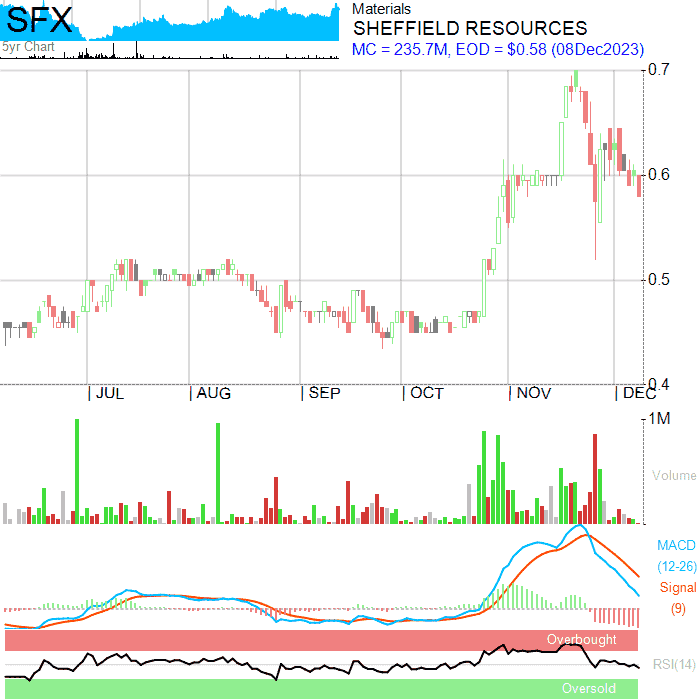 SFX
5yr Chart
Materials
SHEFFIELD RESOURCES
MC = 235.7M, EOD = $0.58 (08Dec2023)
0.7
0.6
0.5
0.4
JUL AUG SEP OCT NOV DEC
1M
Volume
MACD
(12-26)
Signal
(9)
Overbought
RSI(14)
Oversold